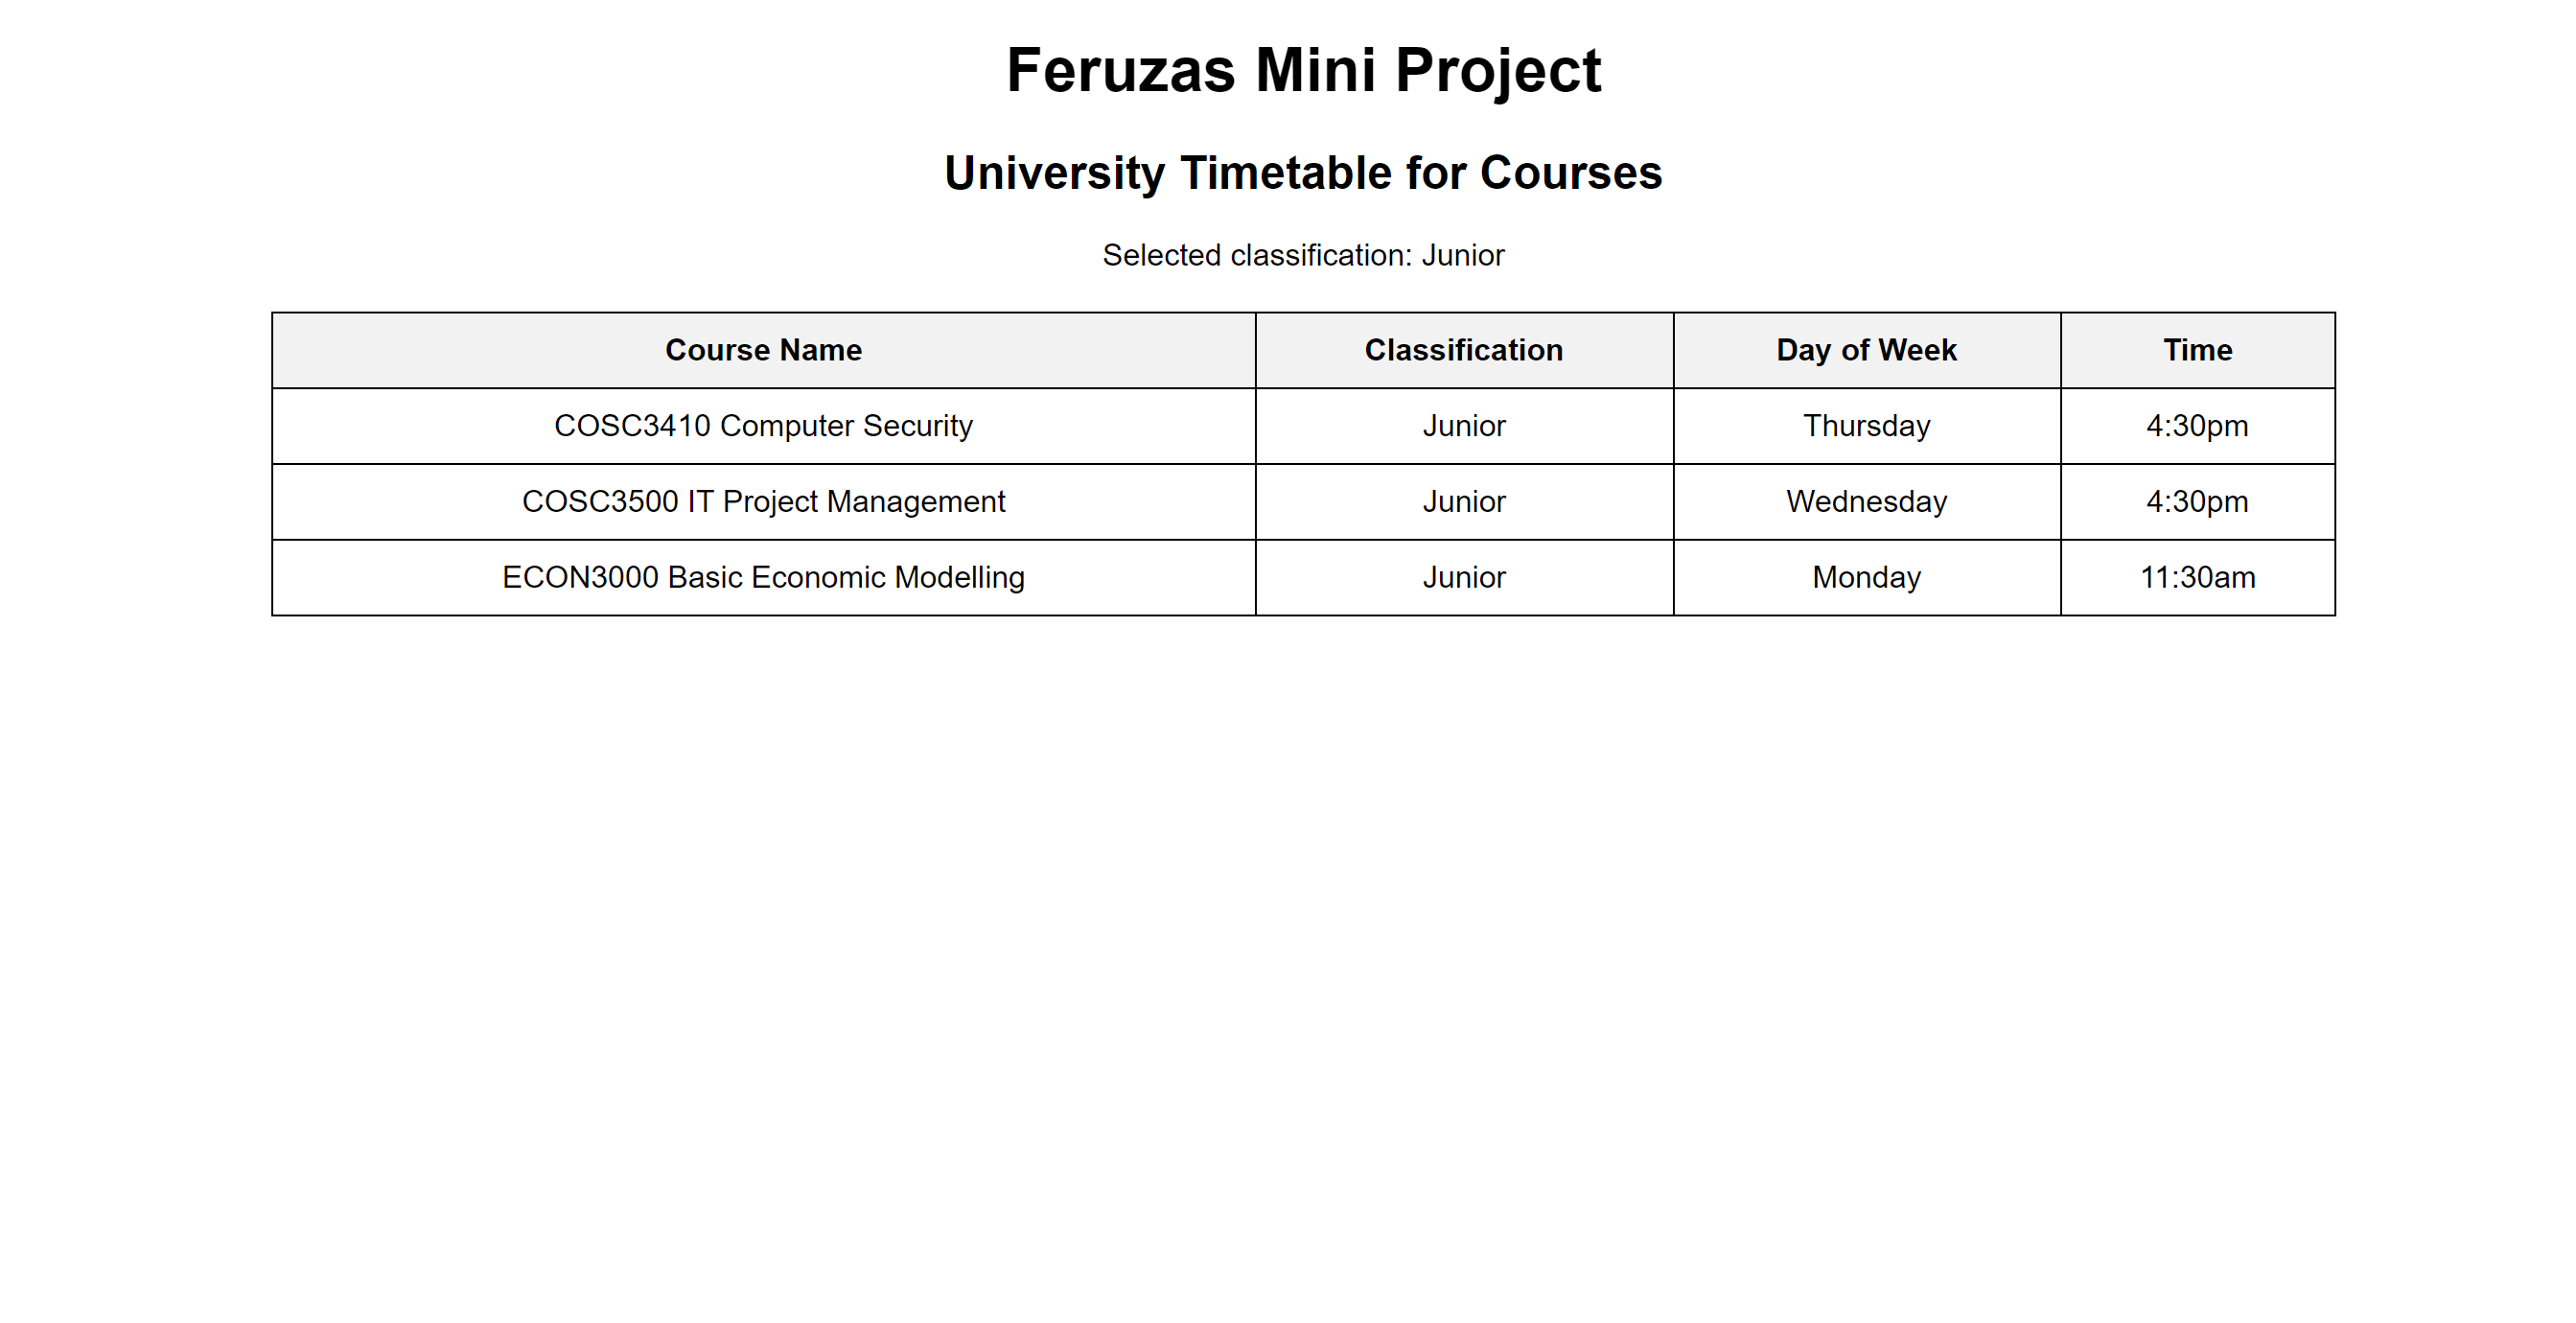 Feruzas Mini Project
University Timetable for Courses
Selected classification: Junior
Course Name Classification Day of Week Time
COSC3410 Computer Security Junior Thursday 4:30pm
COSC3500 IT Project Management Junior Wednesday 4:30pm
ECON3000 Basic Economic Modelling Junior Monday 11:30am